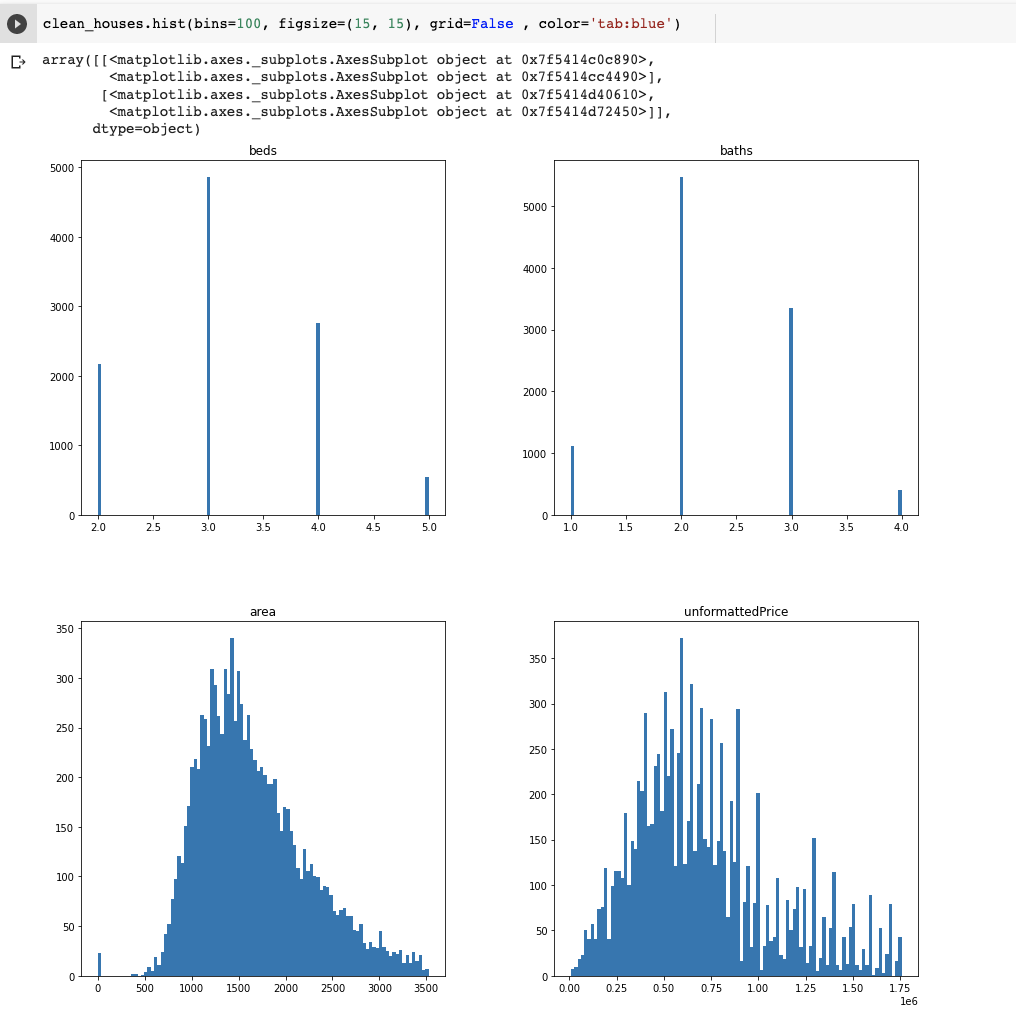 clean_houses.hist(bins=100, figsize=(15, 15), grid=False , color='tab:blue')
array([[<matplotlib.axes._subplots.AxesSubplot object at 0x7f5414c0c890>,
<matplotlib.axes._subplots.AxesSubplot object at 0x7f5414cc4490>],
[<matplotlib.axes._subplots.AxesSubplot object at 0x7f5414d40610>,
<matplotlib.axes._subplots.AxesSubplot object at 0x7f5414d72450>]],
dtype=object)
beds
5000
4000
3000
2000
1000
0
2.0 2.5 3.0 3.5 4.0 4.5 5.0
baths
5000
4000
3000
2000
1000
0
1.0 1.5 2.0 2.5 3.0 3.5 4.0
area
350
300
250
200
150
100
50
0
0 500 1000 1500 2000 2500 3000 3500
unformattedPrice
350
300
250
200
150
100
50
0
0.00 0.25 0.50 0.75 1.00 1.25 1.50 1.75
1e6